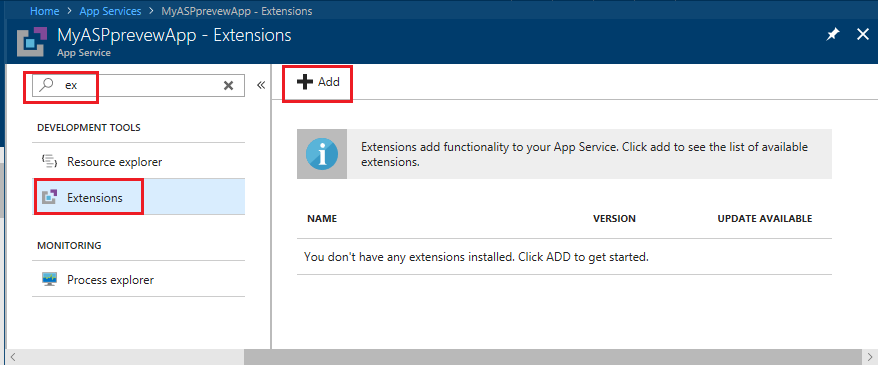 Home > App Services > MyASPprevewApp - Extensions
MyASPprevewApp - Extensions
App Service
ex
DEVELOPMENT TOOLS
Resource explorer
Extensions
MONITORING
Process explorer
Add
Extensions add functionality to your App Service. Click add to see the list of available
extensions.
NAME VERSION UPDATE AVAILABLE
You don't have any extensions installed. Click ADD to get started.